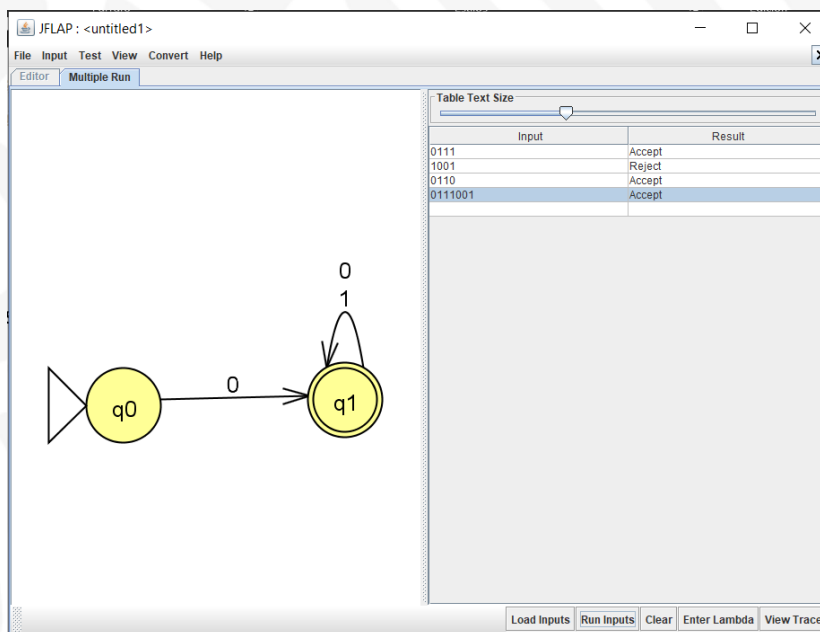 JFLAP : <untitled1>
File Input Test View Convert Help
Editor Multiple Run
Table Text Size
Input Result
0111 Accept
1001 Reject
0110 Accept
0111001 Accept
0
1
0
q0
q1
Load Inputs Run Inputs Clear Enter Lambda View Trace